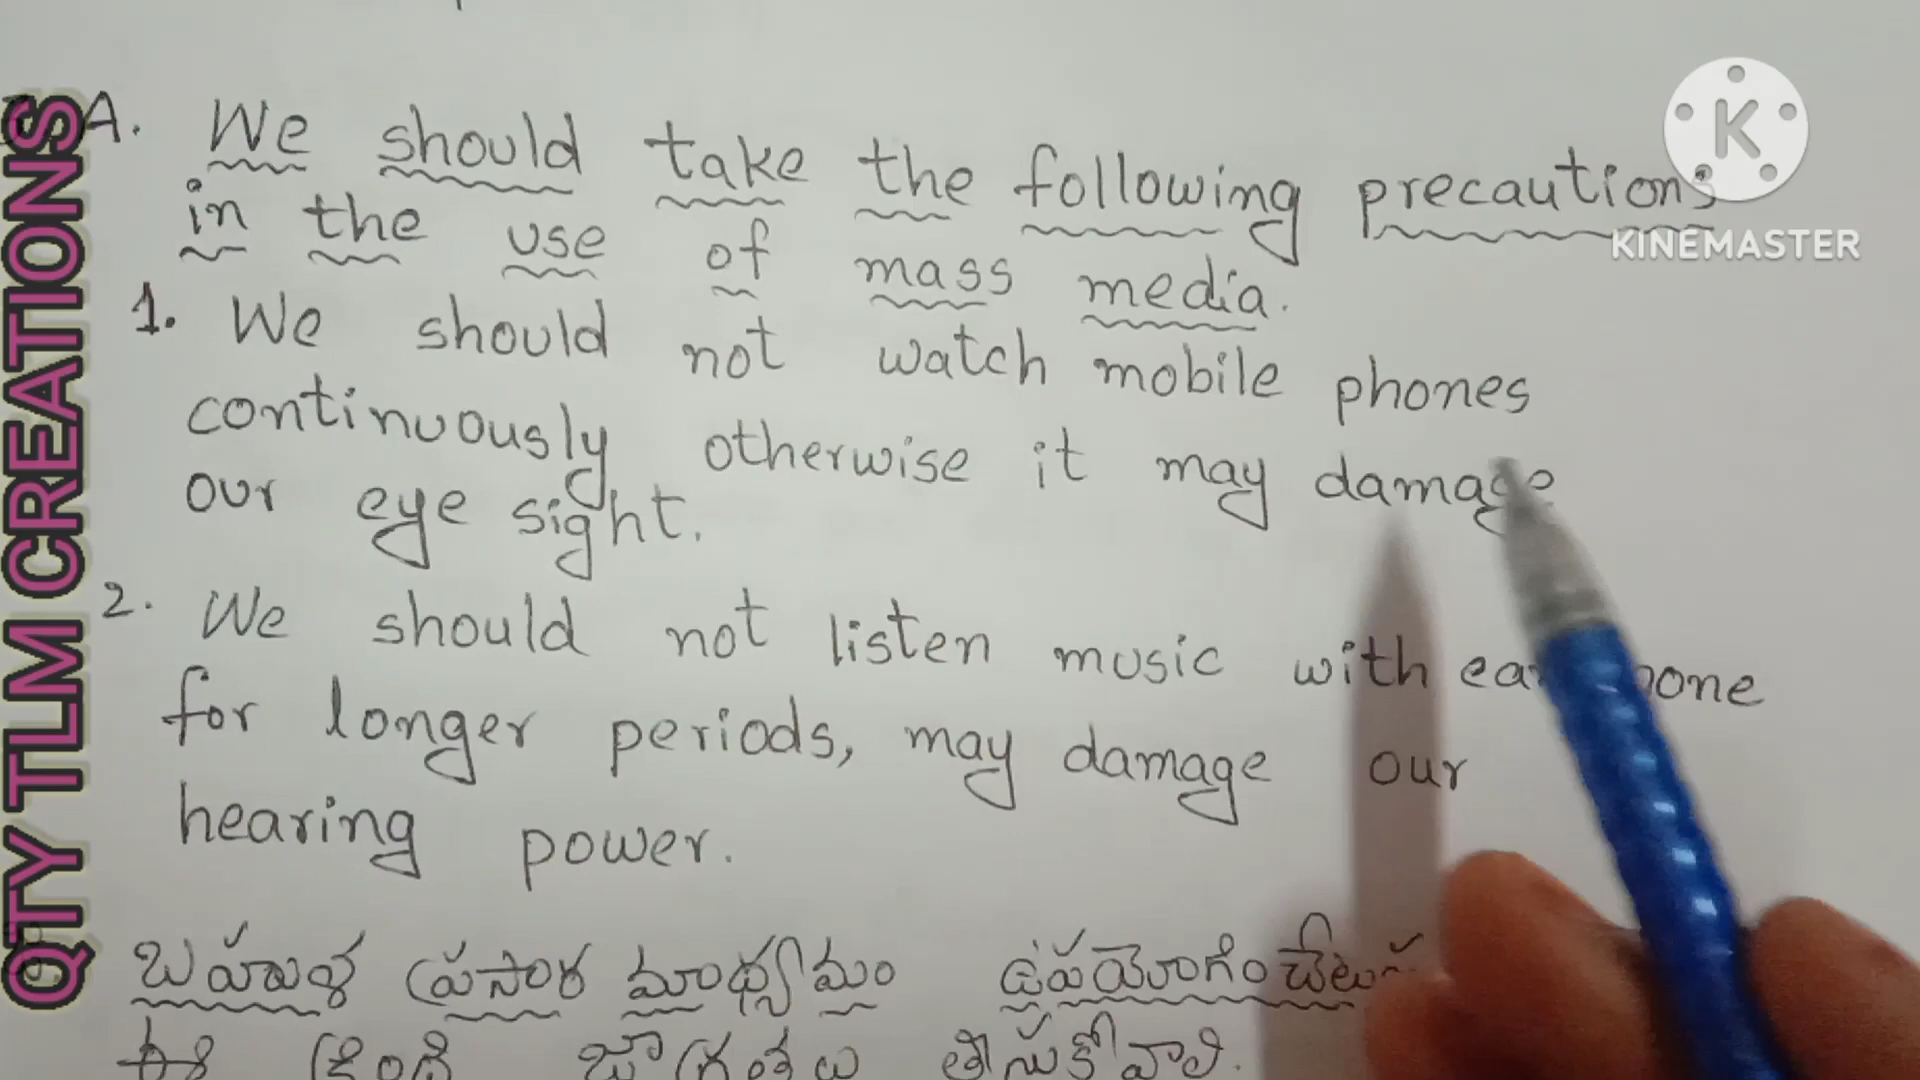 QTY TLM CREATIONS
KINEMASTER
A. We should take the following precautions
in the use of mass media.
1. We should not watch mobile phones
continuously otherwise it may damage
our eye sight.
2. We should not listen music with
for longer periods, may damage our
hearing power.
బహుళ ప్రసార మాధ్యమం
ఈ క్రింది జాగ్రత్తలు తీసుకోవాలి.